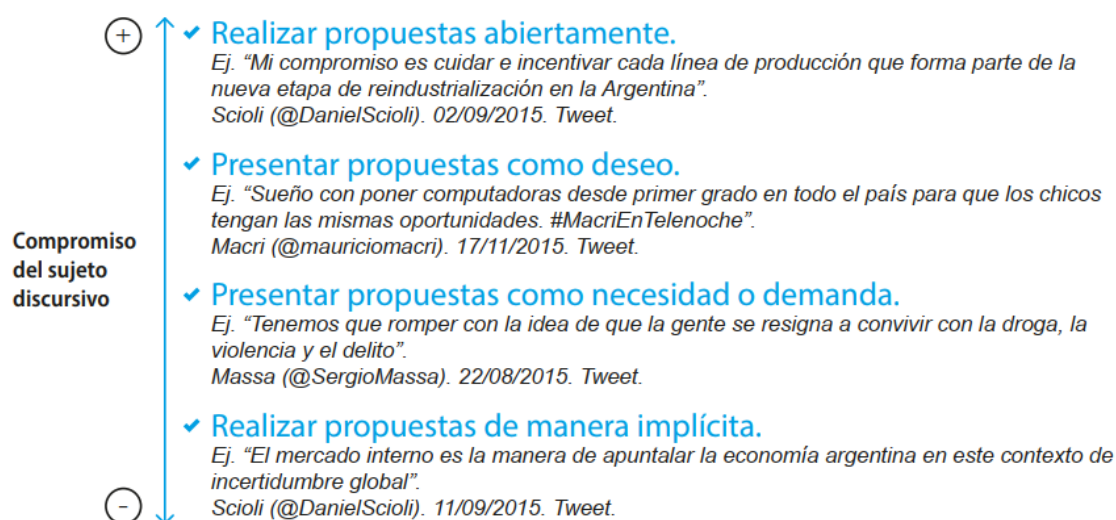 +
✔ Realizar propuestas abiertamente.
Ej. “Mi compromiso es cuidar e incentivar cada línea de producción que forma parte de la
nueva etapa de reindustrialización en la Argentina”.
Scioli (@DanielScioli). 02/09/2015. Tweet.
✔ Presentar propuestas como deseo.
Ej. “Sueño con poner computadoras desde primer grado en todo el país para que los chicos
tengan las mismas oportunidades. #MacriEnTelenoche”.
Macri (@mauriciomacri). 17/11/2015. Tweet.
Compromiso
del sujeto
discursivo
✔ Presentar propuestas como necesidad o demanda.
Ej. “Tenemos que romper con la idea de que la gente se resigna a convivir con la droga, la
violencia y el delito”.
Massa (@SergioMassa). 22/08/2015. Tweet.
✔ Realizar propuestas de manera implícita.
Ej. “El mercado interno es la manera de apuntalar la economía argentina en este contexto de
incertidumbre global”.
Scioli (@DanielScioli). 11/09/2015. Tweet.
-